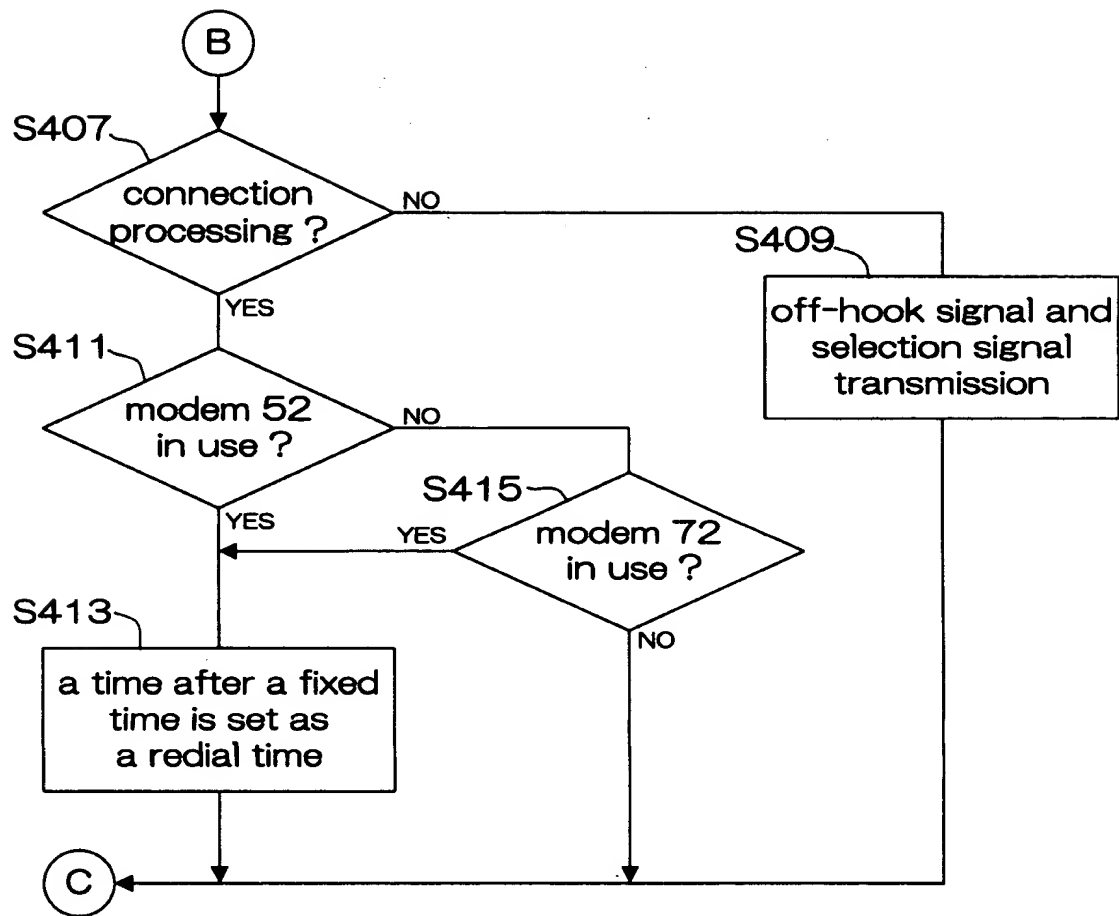 B
S407
connection
processing ?
NO
YES
S409
off-hook signal and
selection signal
transmission
S411
modem 52
in use ?
NO
YES
S415
modem 72
in use ?
YES
NO
S413
a time after a fixed
time is set as
a redial time
C